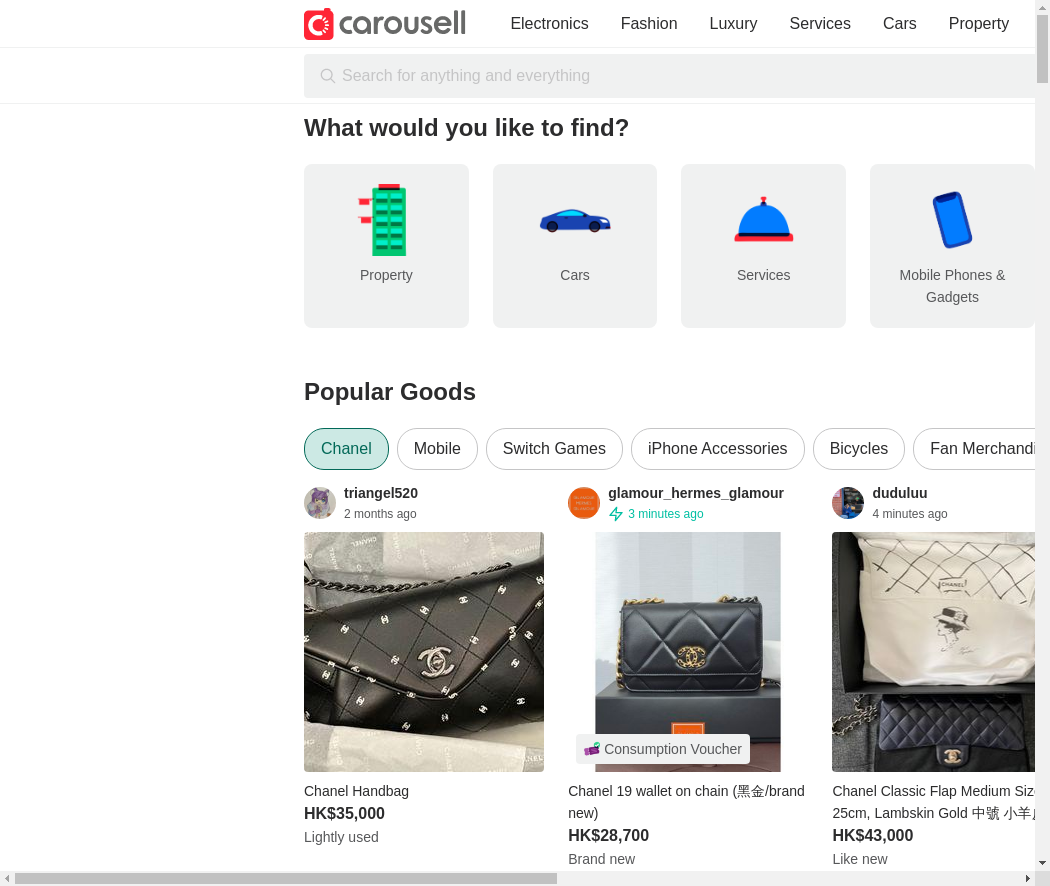 carousell
Electronics
Fashion
Luxury
Services
Cars
Property
Search for anything and everything
What would you like to find?
Property
Cars
Services
Mobile Phones &
Gadgets
Popular Goods
Chanel
Mobile
Switch Games
iPhone Accessories
Bicycles
Fan Merchandi
triangel520
2 months ago
glamour_hermes_glamour
3 minutes ago
duduluu
4 minutes ago
CHANEL
Consumption Voucher
Chanel Handbag
HK$35,000
Lightly used
Chanel 19 wallet on chain (黑金/brand
new)
HK$28,700
Brand new
Chanel Classic Flap Medium Size
25cm, Lambskin Gold 中號 小羊皮
HK$43,000
Like new